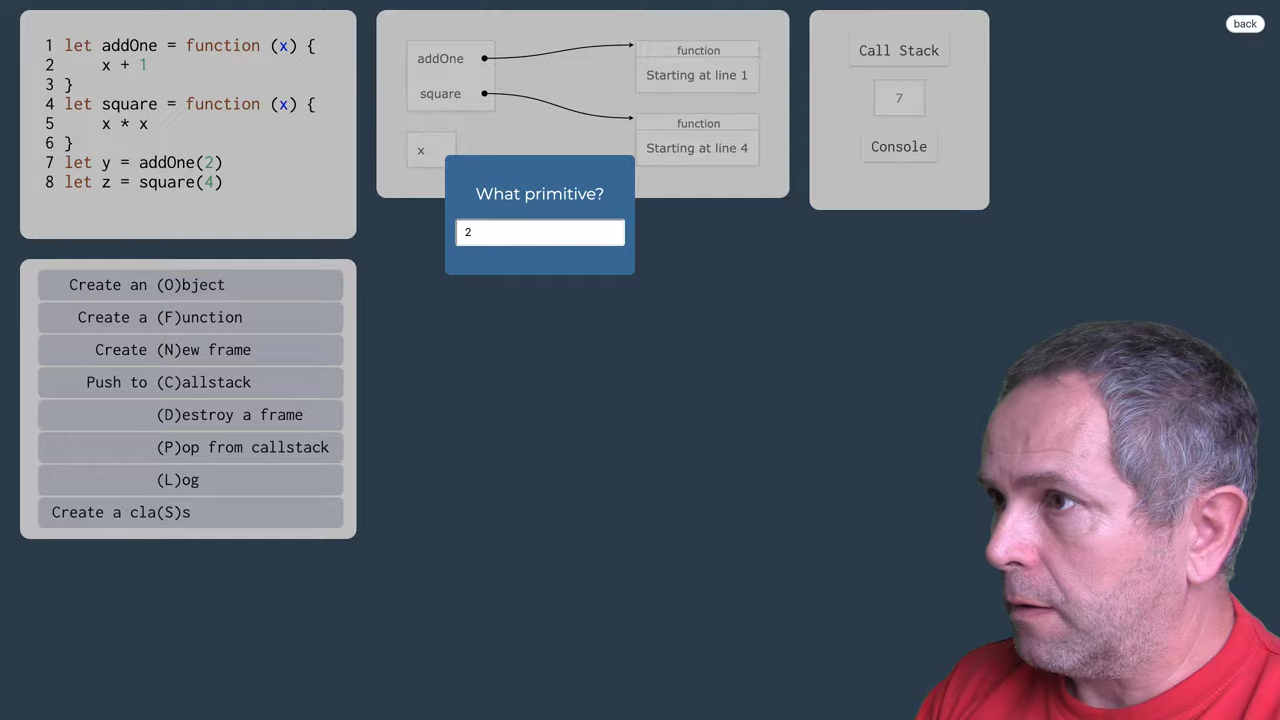 1 let addOne = function (x) {
2 x + 1
3 }
4 let square = function (x) {
5 x * x
6 }
7 let y = addOne(2)
8 let z = square(4)
Create an (O)bject
Create a (F)unction
Create (N)ew frame
Push to (C)allstack
(D)estroy a frame
(P)op from callstack
(L)og
Create a cla(S)s
addOne
square
x
function
Starting at line 1
function
Starting at line 4
What primitive?
2
Call Stack
7
Console
back